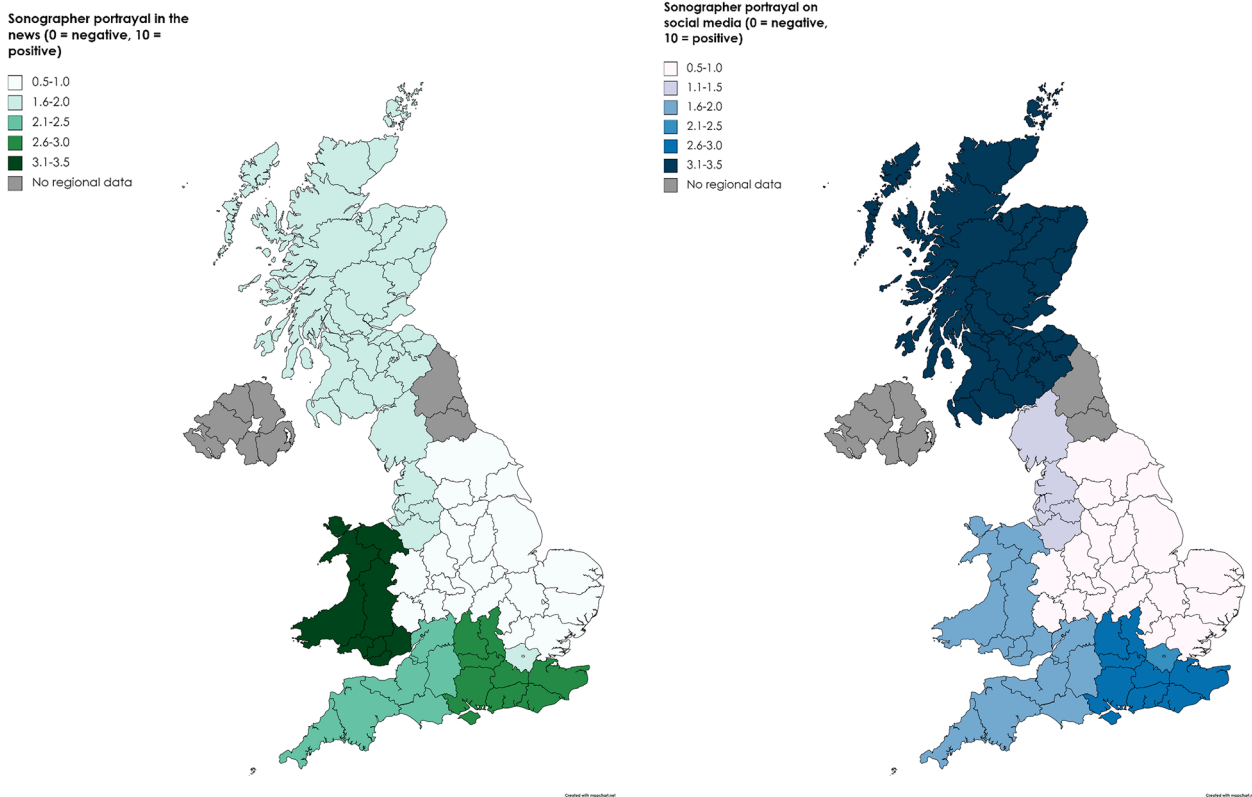 Sonographer portrayal in the
news (0 = negative, 10 =
positive)
0.5-1.0
1.6-2.0
2.1-2.5
2.6-3.0
3.1-3.5
No regional data
Created with mapchart.net
Sonographer portrayal on
social media (0 = negative,
10 = positive)
0.5-1.0
1.1-1.5
1.6-2.0
2.1-2.5
2.6-3.0
3.1-3.5
No regional data
Created with mapchart.r